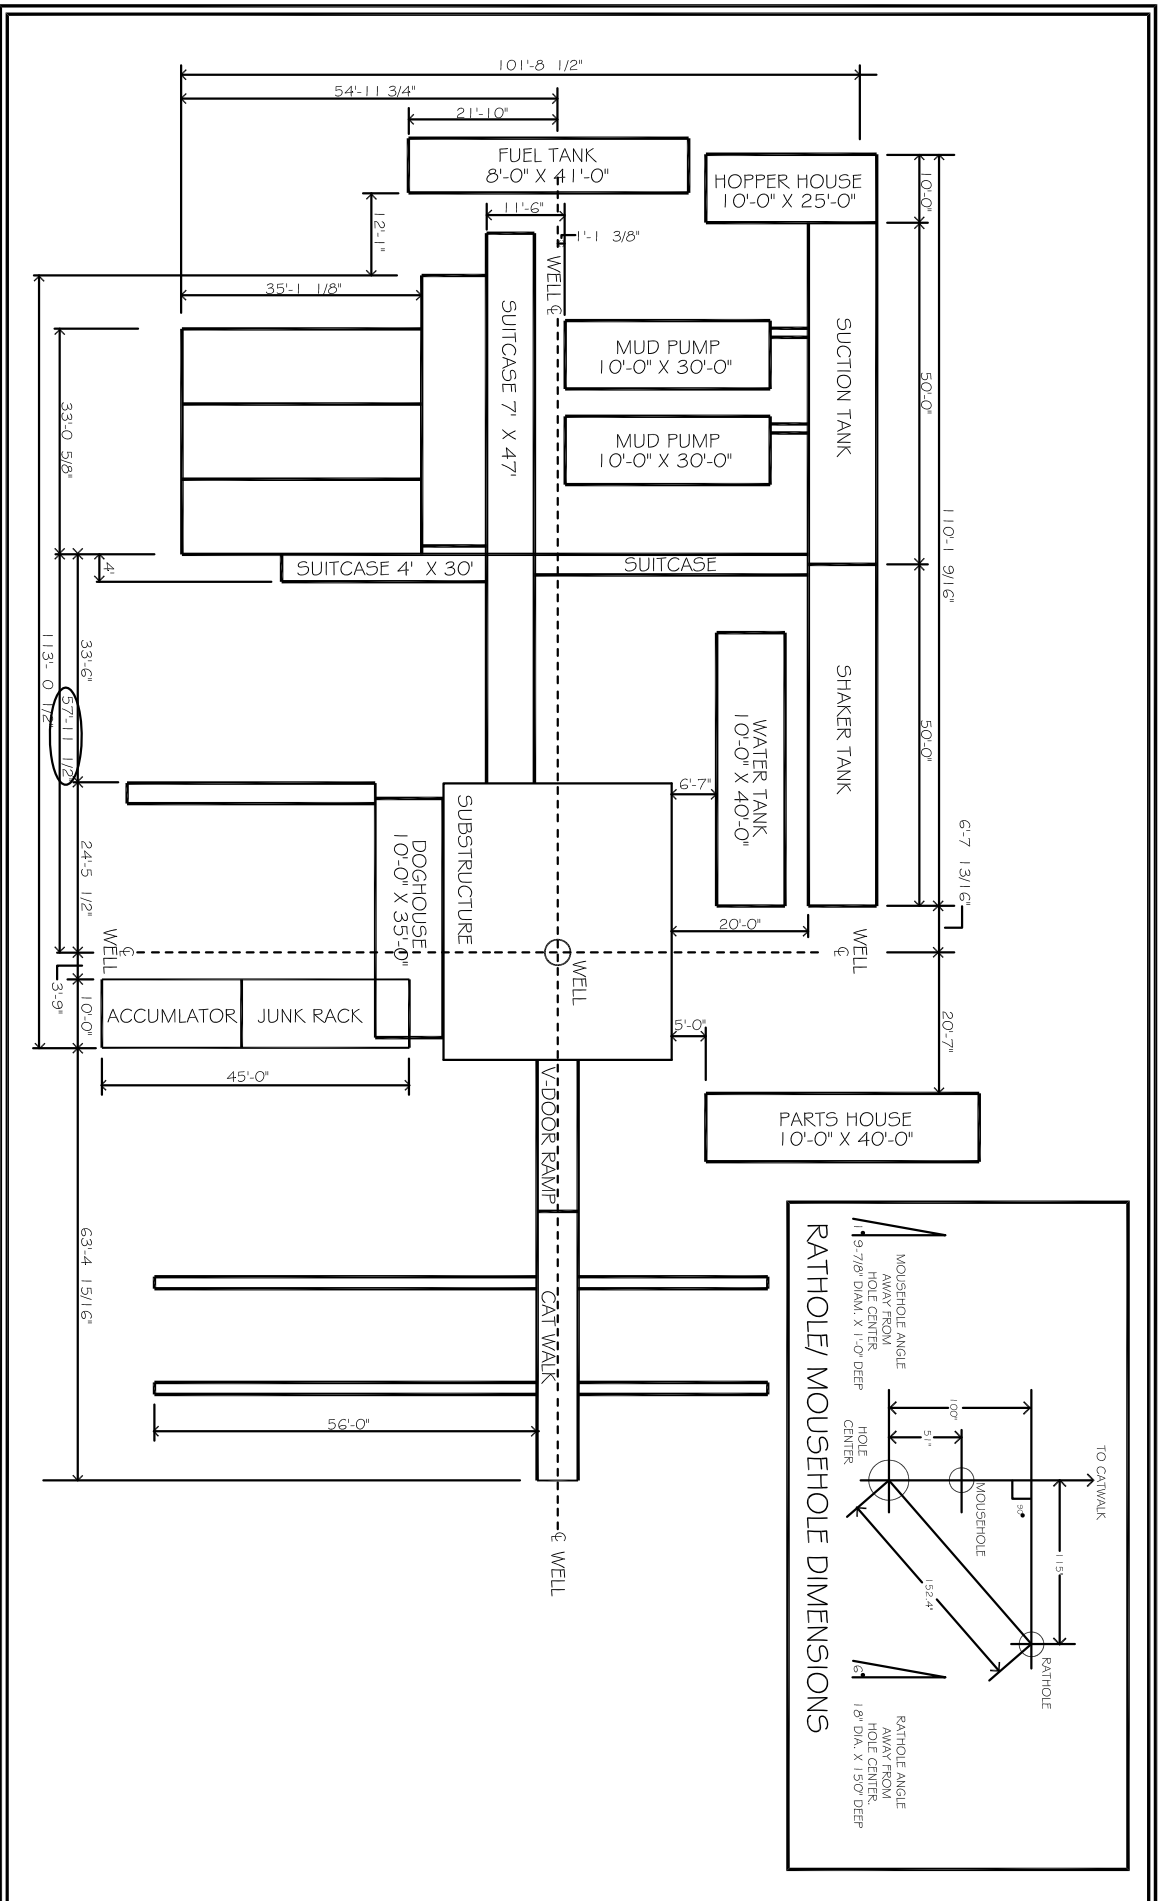 101'-8 1/2"
54'-11 3/4"
21'-10"
FUEL TANK
8'-0" X 41'-0"
HOPPER HOUSE
10'-0" X 25'-0"
10'-0"
12'-1"
11'-6"
1'-1 3/8"
WELL ℄
35'-1 1/8"
SUITCASE 7' X 47'
MUD PUMP
10'-0" X 30'-0"
MUD PUMP
10'-0" X 30'-0"
SUCTION TANK
50'-0"
33'-0 5/8"
110'-1 9/16"
4'
SUITCASE 4' X 30'
SUITCASE
33'-6"
113'- 0 1/2"
57'-11 1/2"
WATER TANK
10'-0" X 40'-0"
SHAKER TANK
50'-0"
6'-7"
SUBSTRUCTURE
DOGHOUSE
10'-0" X 35'-0"
24'-5 1/2"
6'-7 13/16"
20'-0"
WELL ℄
WELL
℄
WELL
3'-9"
10'-0"
ACCUMLATOR
JUNK RACK
5'-0"
20'-7"
45'-0"
V-DOOR RAMP
PARTS HOUSE
10'-0" X 40'-0"
63'-4 15/16"
CAT WALK
56'-0"
℄ WELL
RATHOLE/ MOUSEHOLE DIMENSIONS
1°
MOUSEHOLE ANGLE
AWAY FROM
HOLE CENTER
9-7/8" DIAM. X 1'-0" DEEP
100"
51"
HOLE
CENTER
MOUSEHOLE
90°
TO CATWALK
115"
152.4"
RATHOLE
6°
RATHOLE ANGLE
AWAY FROM
HOLE CENTER.
18" DIA. X 15'0" DEEP